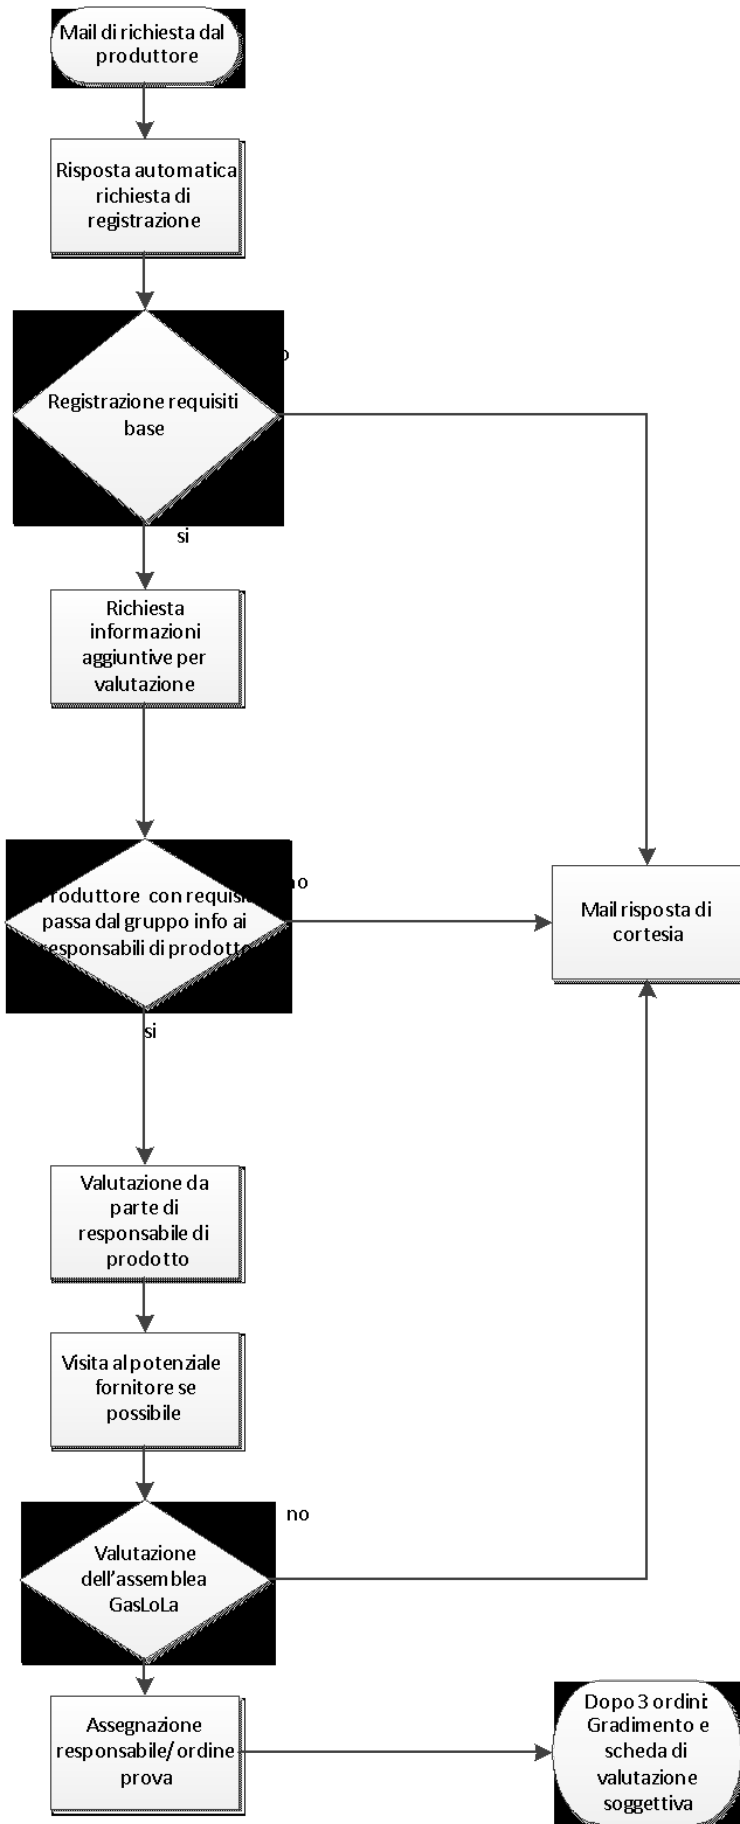 Mail di richiesta dal
produttore
Risposta automatica
richiesta di
registrazione
Registrazione requisiti
base
si
Richiesta
informazioni
aggiuntive per
valutazione
passa dal gruppo info ai
no
si
Mail risposta di
cortesia
Valutazione da
parte di
responsabile di
prodotto
Visita al potenziale
fornitore se
possibile
no
Valutazione
dell'assemblea
GasLoLa
Assegnazione
responsabile/ ordine
prova
Dopo 3 ordini:
Gradimento e
scheda di
valutazione
soggettiva